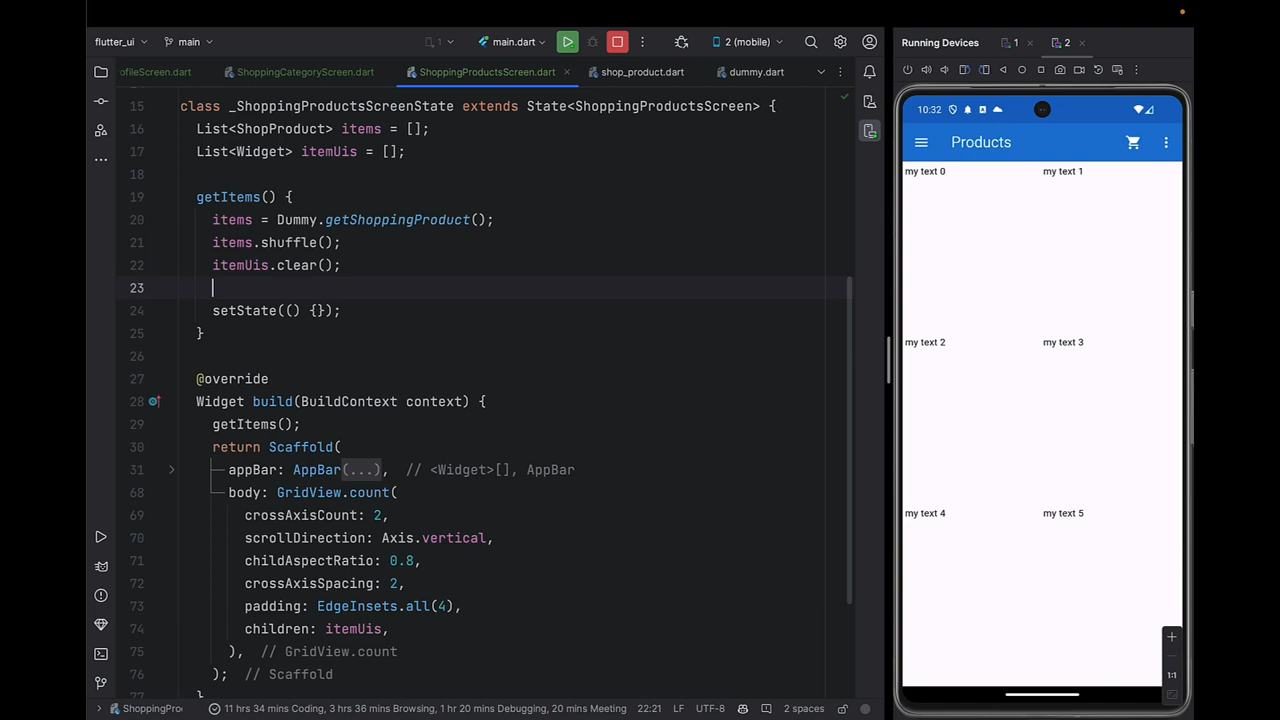 flutter_ui
main
1
main.dart
2 (mobile)
Running Devices
1
2
ofileScreen.dart
ShoppingCategoryScreen.dart
ShoppingProductsScreen.dart
shop_product.dart
dummy.dart
15 class _ShoppingProductsScreenState extends State<ShoppingProductsScreen> {
16 List<ShopProduct> items = [];
17 List<Widget> itemUis = [];
18
19 getItems() {
20 items = Dummy.getShoppingProduct();
21 items.shuffle();
22 itemUis.clear();
23
24 setState(() {});
25 }
26
27 @override
28 Widget build(BuildContext context) {
29 getItems();
30 return Scaffold(
31 appBar: AppBar(...), // <Widget>[], AppBar
68 body: GridView.count(
69 crossAxisCount: 2,
70 scrollDirection: Axis.vertical,
71 childAspectRatio: 0.8,
72 crossAxisSpacing: 2,
73 padding: EdgeInsets.all(4),
74 children: itemUis,
75 ), // GridView.count
76 ); // Scaffold
77 }
ShoppingPro
11 hrs 34 mins Coding, 3 hrs 36 mins Browsing, 1 hr 20 mins Debugging, 20 mins Meeting
22:21
LF
UTF-8
2 spaces
10:32
Products
my text 0
my text 1
my text 2
my text 3
my text 4
my text 5
1:1